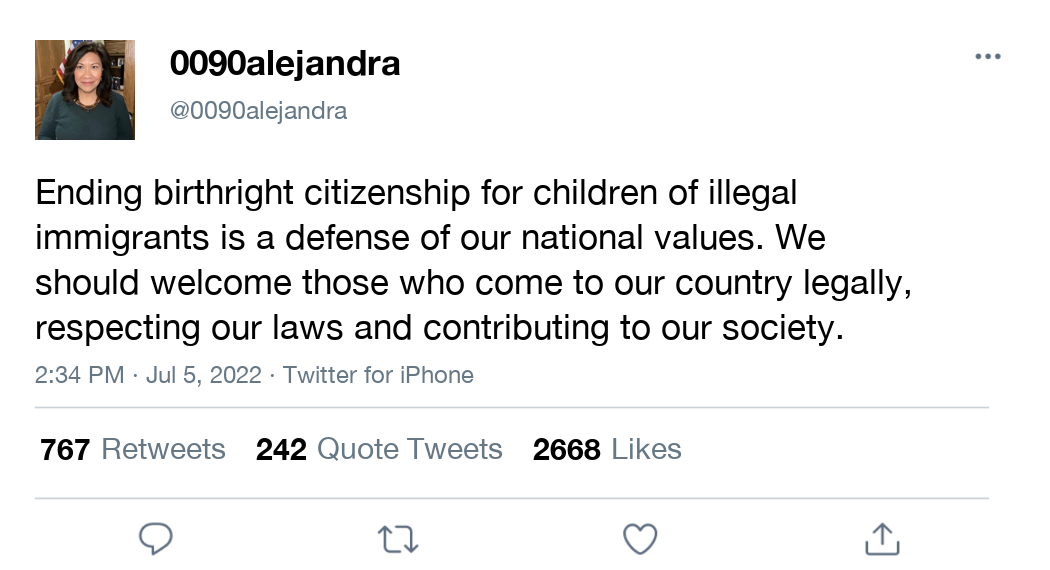 0090alejandra
@0090alejandra
Ending birthright citizenship for children of illegal
immigrants is a defense of our national values. We
should welcome those who come to our country legally,
respecting our laws and contributing to our society.
2:34 PM · Jul 5, 2022 · Twitter for iPhone
767 Retweets 242 Quote Tweets 2668 Likes